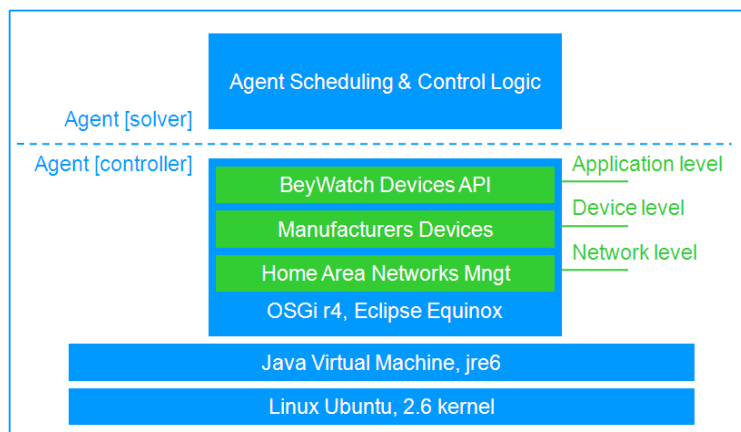 Agent Scheduling & Control Logic
Agent [solver]
Agent [controller]
Application level
BeyWatch Devices API
Device level
Manufacturers Devices
Network level
Home Area Networks Mngt
OSGi r4, Eclipse Equinox
Java Virtual Machine, jre6
Linux Ubuntu, 2.6 kernel